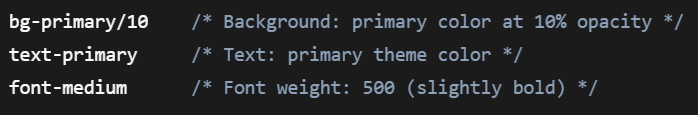 bg-primary/10    /* Background: primary color at 10% opacity */
text-primary     /* Text: primary theme color */
font-medium      /* Font weight: 500 (slightly bold) */